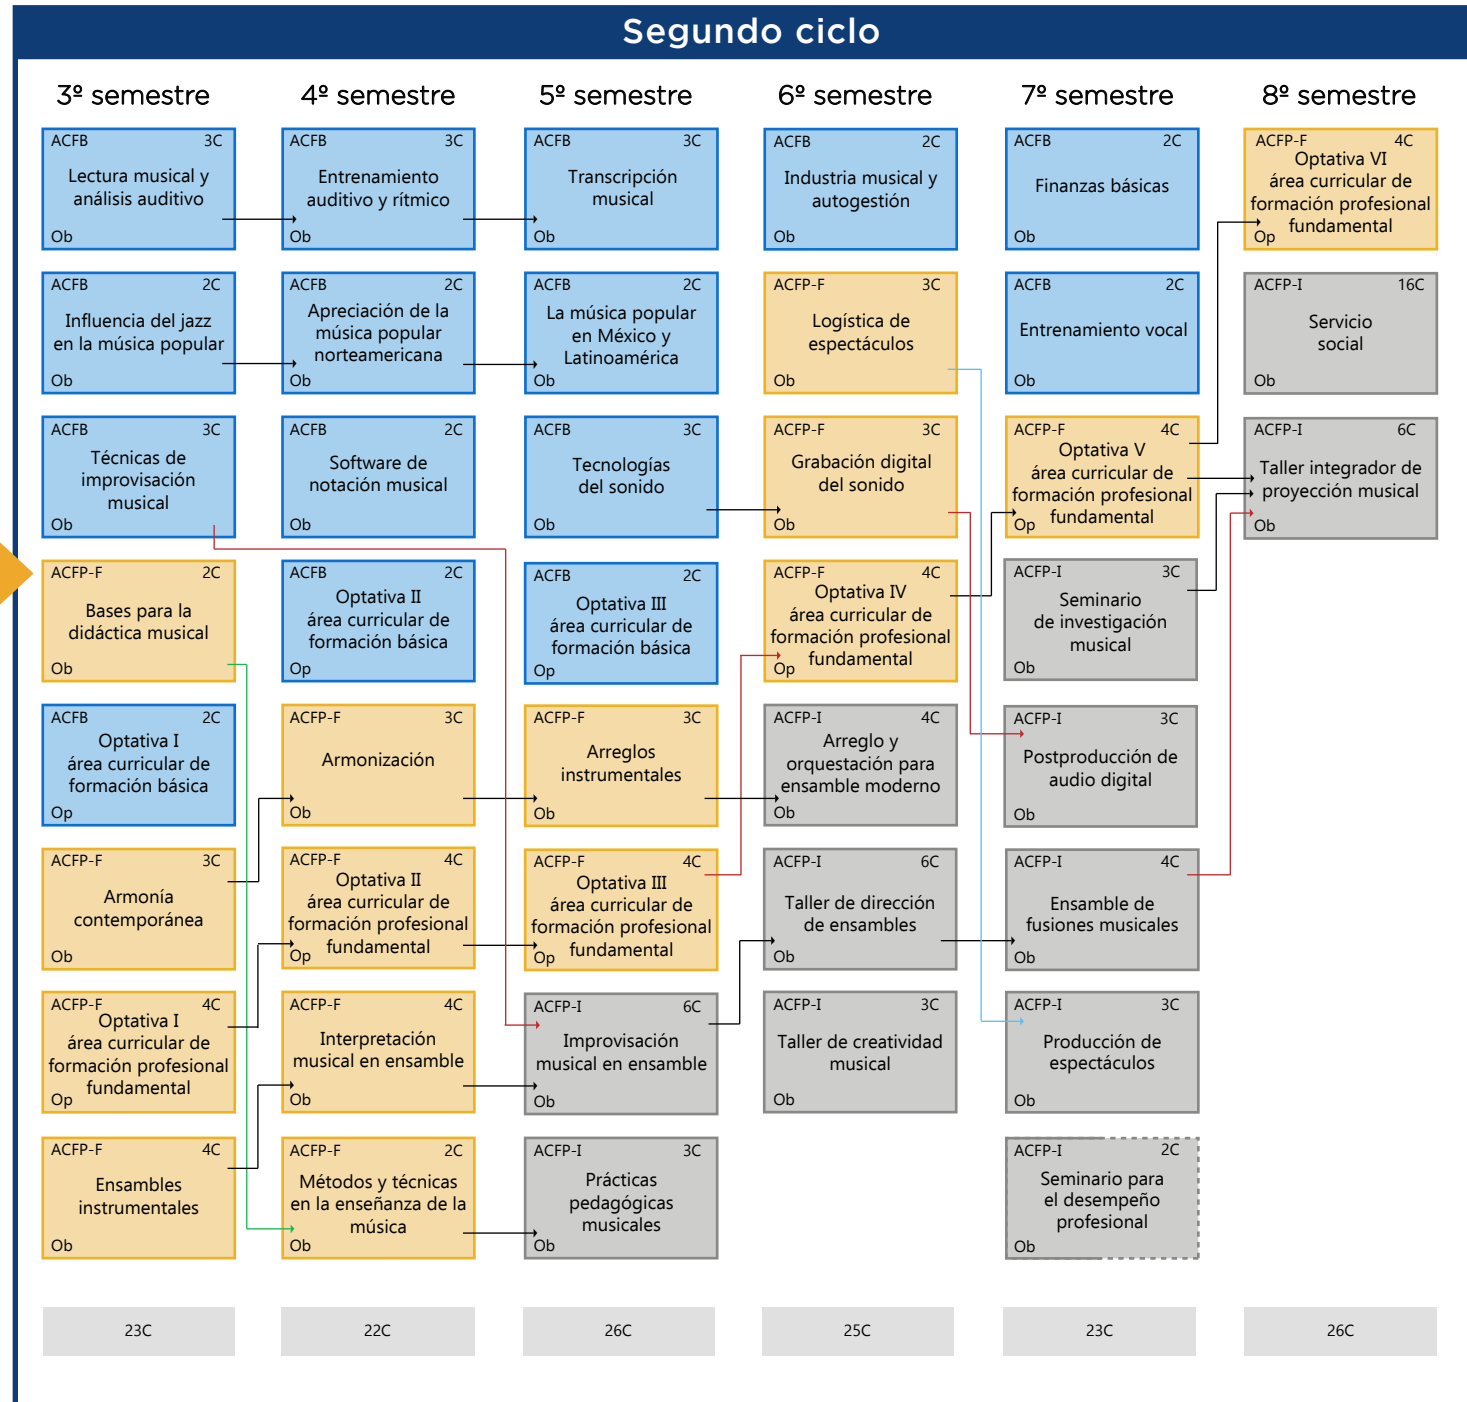 Segundo ciclo
3º semestre
ACFB 3C
Lectura musical y
análisis auditivo
Ob
ACFB 2C
Influencia del jazz
en la música popular
Ob
ACFB 3C
Técnicas de
improvisación
musical
Ob
ACFP-F 2C
Bases para la
didáctica musical
Ob
ACFB 2C
Optativa I
área curricular de
formación básica
Op
ACFP-F 3C
Armonía
contemporánea
Ob
ACFP-F 4C
Optativa I
área curricular de
formación profesional
fundamental
Op
ACFP-F 4C
Ensambles
instrumentales
Ob
23C
4º semestre
ACFB 3C
Entrenamiento
auditivo y rítmico
Ob
ACFB 2C
Apreciación de la
música popular
norteamericana
Ob
ACFB 2C
Software de
notación musical
Ob
ACFB 2C
Optativa II
área curricular de
formación básica
Op
ACFP-F 3C
Armonización
Ob
ACFP-F 4C
Optativa II
área curricular de
formación profesional
fundamental
Op
ACFP-F 4C
Interpretación
musical en ensamble
Ob
ACFP-F 2C
Métodos y técnicas
en la enseñanza de la
música
Ob
22C
5º semestre
ACFB 3C
Transcripción
musical
Ob
ACFB 2C
La música popular
en México y
Latinoamérica
Ob
ACFB 3C
Tecnologías
del sonido
Ob
ACFB 2C
Optativa III
área curricular de
formación básica
Op
ACFP-F 3C
Arreglos
instrumentales
Ob
ACFP-F 4C
Optativa III
área curricular de
formación profesional
fundamental
Op
ACFP-I 6C
Improvisación
musical en ensamble
Ob
ACFP-I 3C
Prácticas
pedagógicas
musicales
Ob
26C
6º semestre
ACFB 2C
Industria musical y
autogestión
Ob
ACFP-F 3C
Logística de
espectáculos
Ob
ACFP-F 3C
Grabación digital
del sonido
Ob
ACFP-F 4C
Optativa IV
área curricular de
formación profesional
fundamental
Op
ACFP-I 4C
Arreglo y
orquestación para
ensamble moderno
Ob
ACFP-I 6C
Taller de dirección
de ensambles
Ob
ACFP-I 3C
Taller de creatividad
musical
Ob
25C
7º semestre
ACFB 2C
Finanzas básicas
Ob
ACFB 2C
Entrenamiento vocal
Ob
ACFP-F 4C
Optativa V
área curricular de
formación profesional
fundamental
Op
ACFP-I 3C
Seminario
de investigación
musical
Ob
ACFP-I 3C
Postproducción de
audio digital
Ob
ACFP-I 4C
Ensamble de
fusiones musicales
Ob
ACFP-I 3C
Producción de
espectáculos
Ob
ACFP-I 2C
Seminario para
el desempeño
profesional
Ob
23C
8º semestre
ACFP-F 4C
Optativa VI
área curricular de
formación profesional
fundamental
Op
ACFP-I 16C
Servicio
social
Ob
ACFP-I 6C
Taller integrador de
proyección musical
Ob
26C